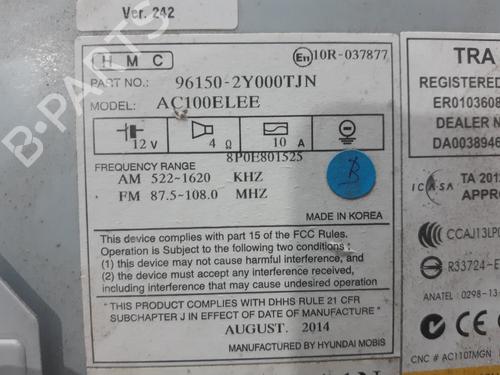 Ver. 242
H M C
E11 10R-037877
PART NO.: 96150-2Y000TJN
MODEL: AC100ELEE
12 V 4 Ω 10 A
8P0E801525
FREQUENCY RANGE
AM 522~1620 KHZ
FM 87.5~108.0 MHZ
B
MADE IN KOREA
This device complies with part 15 of the FCC Rules.
Operation is Subject to the following two conditions :
(1) this device may not cause harmful interference, and
(2) the device must accept any interference received,
including interference that may cause undesired operation
"THIS PRODUCT COMPLIES WITH DHHS RULE 21 CFR
SUBCHAPTER J IN EFFECT OF DATE OF MANUFACTURE"
AUGUST. 2014
MANUFACTURED BY HYUNDAI MOBIS
TRA
REGISTERED
ER0103608
DEALER N
DA0038946
ICASA
TA 201
APPRO
CCAJ13LP
R33724-E
ANATEL : 0298-13-
CNC # AC110TMGN
B-PARTS